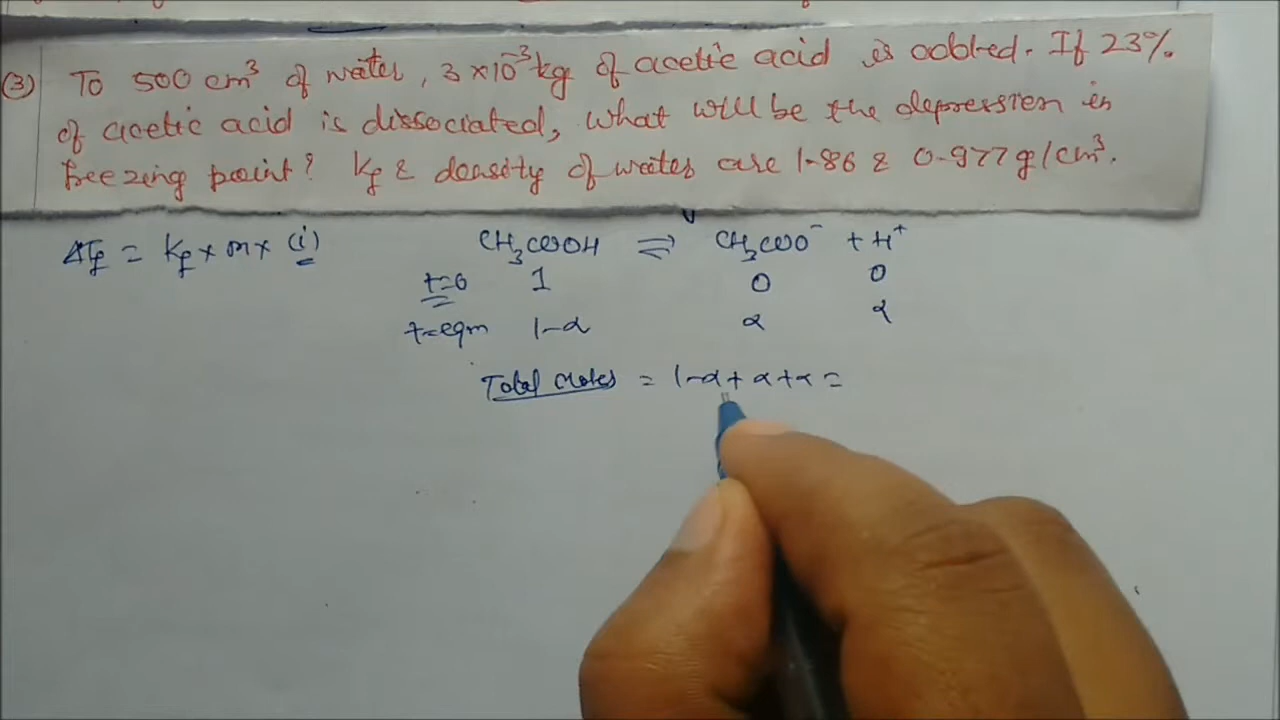 (3) To 500 cm³ of water, 3×10⁻³ kg of acetic acid is added. If 23%
of acetic acid is dissociated, what will be the depression in
freezing point? Kf & density of water are 1.86 & 0.977 g/cm³.
ΔTf = Kf × m × (i)
CH₃COOH ⇌ CH₃COO⁻ + H⁺
t=0 1 0 0
t=eqm 1-α α α
Total moles = 1-α + α + α =